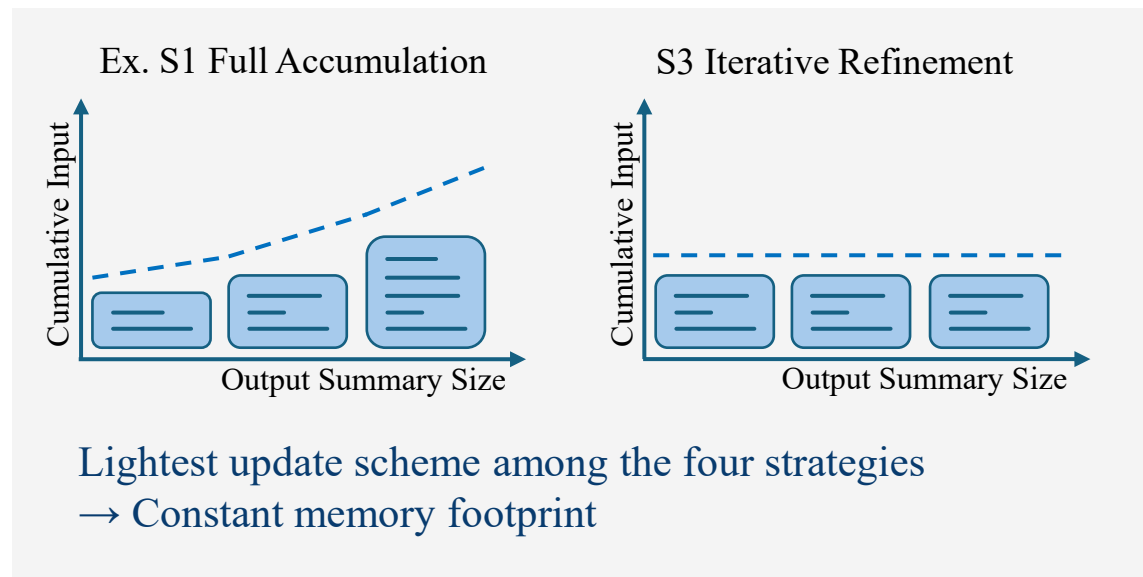 Ex. S1 Full Accumulation
Cumulative Input
Output Summary Size
S3 Iterative Refinement
Cumulative Input
Output Summary Size
Lightest update scheme among the four strategies
→ Constant memory footprint